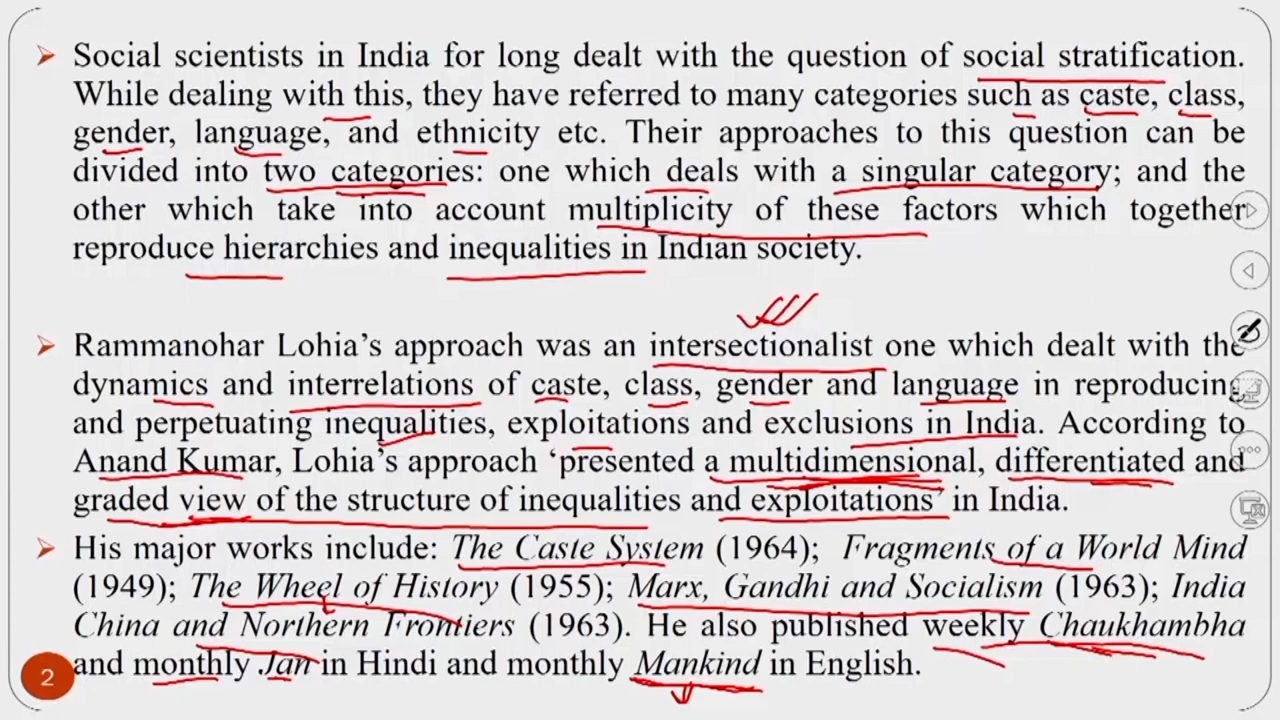 Social scientists in India for long dealt with the question of social stratification.
While dealing with this, they have referred to many categories such as caste, class,
gender, language, and ethnicity etc. Their approaches to this question can be
divided into two categories: one which deals with a singular category; and the
other which take into account multiplicity of these factors which together
reproduce hierarchies and inequalities in Indian society.
Rammanohar Lohia's approach was an intersectionalist one which dealt with the
dynamics and interrelations of caste, class, gender and language in reproducing
and perpetuating inequalities, exploitations and exclusions in India. According to
Anand Kumar, Lohia's approach 'presented a multidimensional, differentiated and
graded view of the structure of inequalities and exploitations' in India.
His major works include: The Caste System (1964); Fragments of a World Mind
(1949); The Wheel of History (1955); Marx, Gandhi and Socialism (1963); India
China and Northern Frontiers (1963). He also published weekly Chaukhambha
and monthly Jan in Hindi and monthly Mankind in English.
2